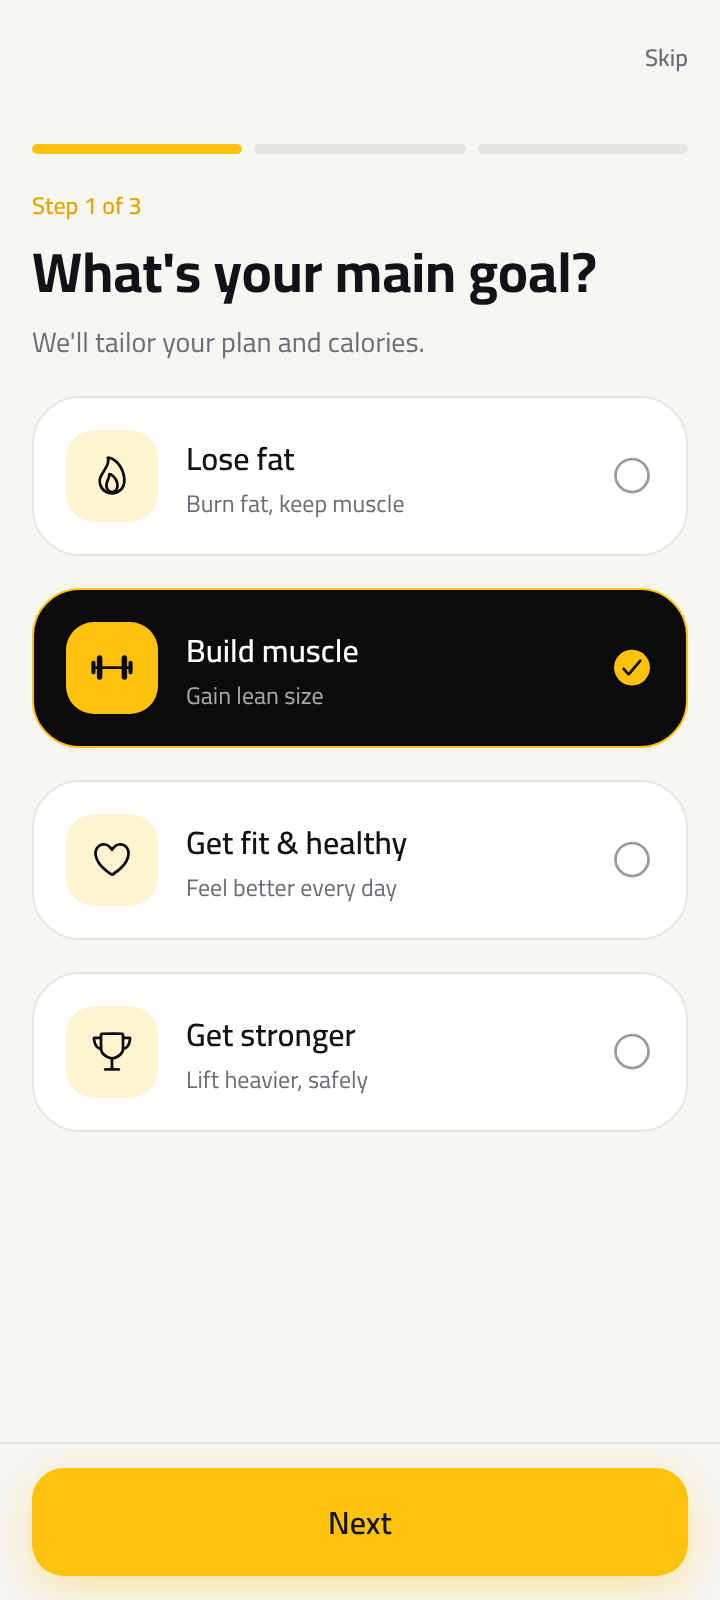 Skip
Step 1 of 3
What's your main goal?
We'll tailor your plan and calories.
Lose fat
Burn fat, keep muscle
Build muscle
Gain lean size
Get fit & healthy
Feel better every day
Get stronger
Lift heavier, safely
Next